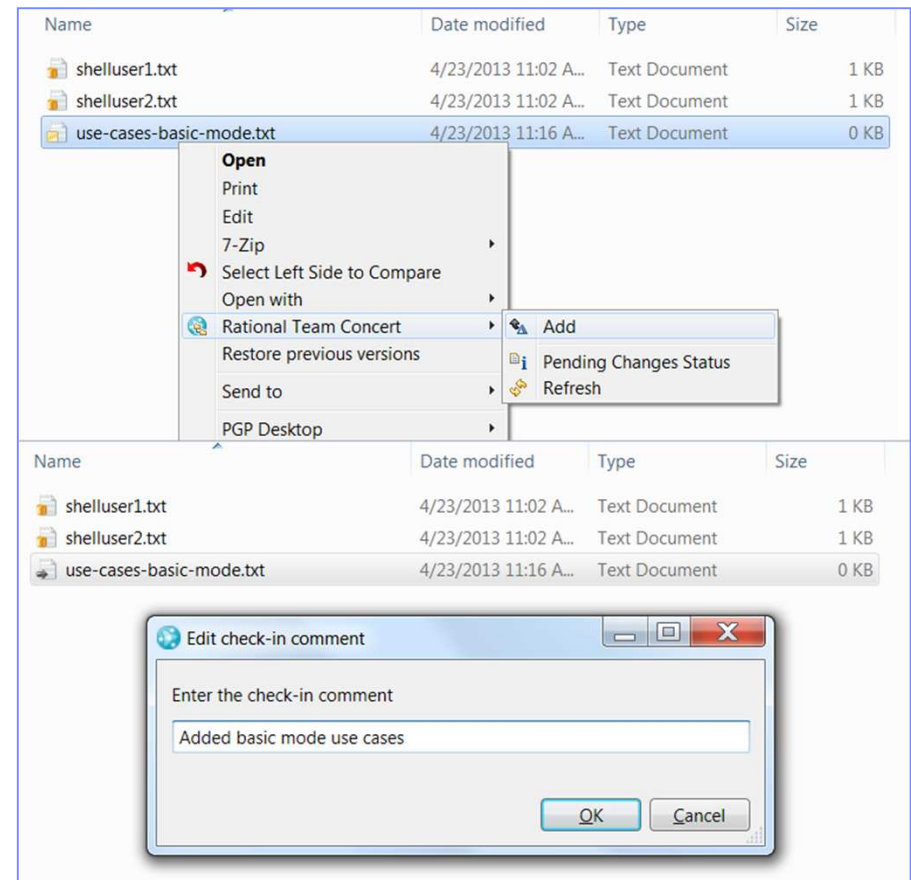 Name Date modified Type Size
shelluser1.txt 4/23/2013 11:02 A... Text Document 1 KB
shelluser2.txt 4/23/2013 11:02 A... Text Document 1 KB
use-cases-basic-mode.txt 4/23/2013 11:16 A... Text Document 0 KB
Open
Print
Edit
7-Zip
Select Left Side to Compare
Open with
Rational Team Concert
Add
Restore previous versions
Pending Changes Status
Send to
Refresh
PGP Desktop
Name Date modified Type Size
shelluser1.txt 4/23/2013 11:02 A... Text Document 1 KB
shelluser2.txt 4/23/2013 11:02 A... Text Document 1 KB
use-cases-basic-mode.txt 4/23/2013 11:16 A... Text Document 0 KB
Edit check-in comment
Enter the check-in comment
Added basic mode use cases
OK Cancel